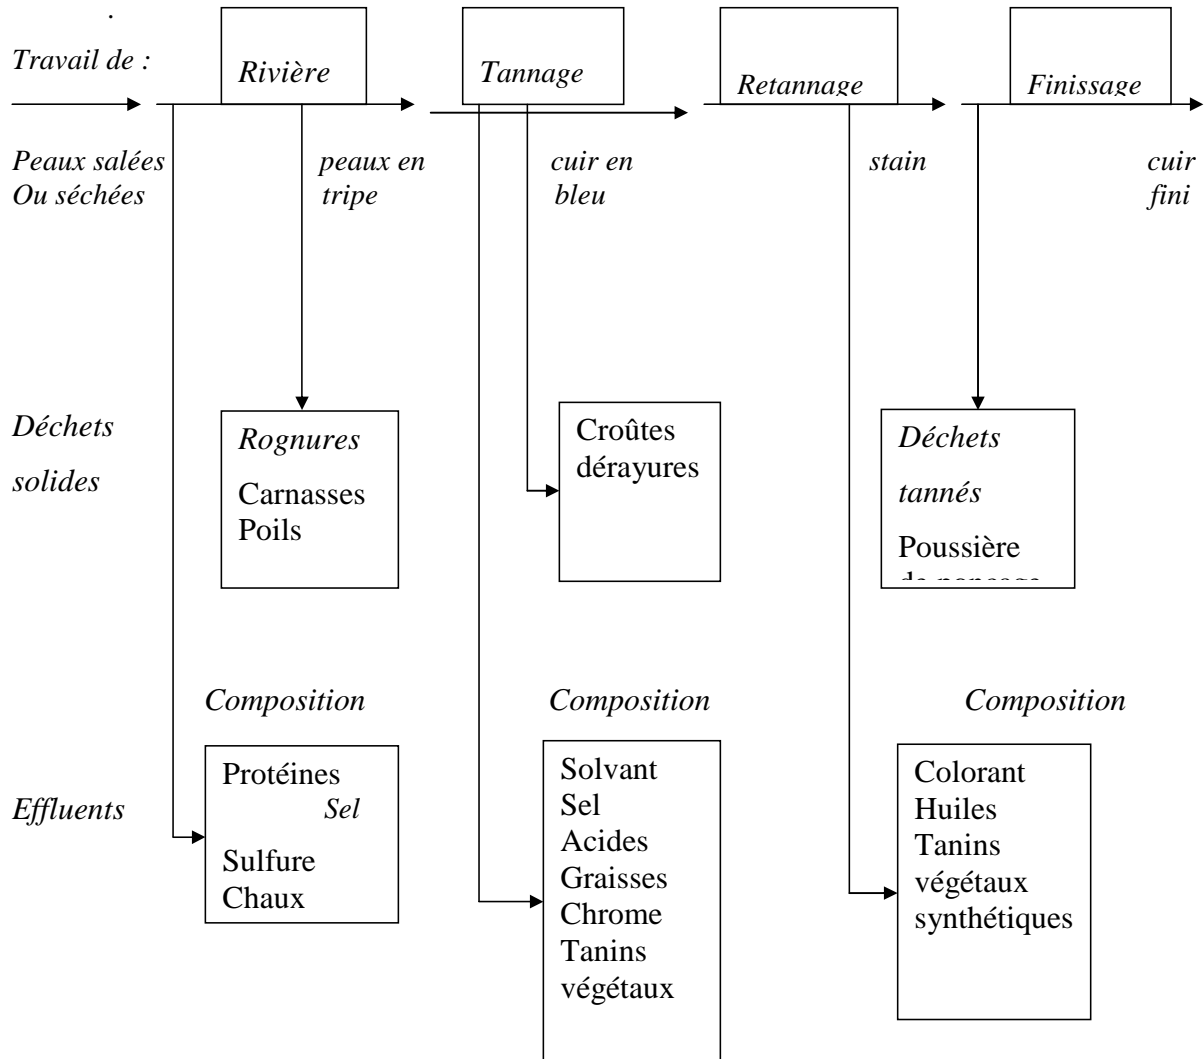 .
Travail de :
Rivière
Tannage
Retannage
Finissage
Peaux salées
Ou séchées
peaux en
tripe
cuir en
bleu
stain
cuir
fini
Déchets
solides
Rognures
Carnasses
Poils
Croûtes
dérayures
Déchets
tannés
Poussière
de ponçage
Composition
Composition
Composition
Effluents
Protéines
Sel
Sulfure
Chaux
Solvant
Sel
Acides
Graisses
Chrome
Tanins
végétaux
Colorant
Huiles
Tanins
végétaux
synthétiques